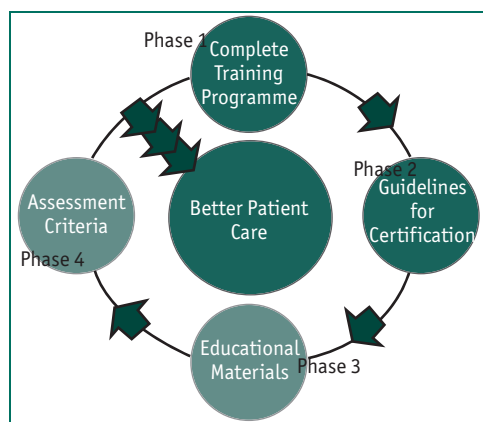 Phase 1
Complete
Training
Programme
Phase 2
Guidelines
for
Certification
Better Patient
Care
Assessment
Criteria
Phase 4
Educational
Materials
Phase 3